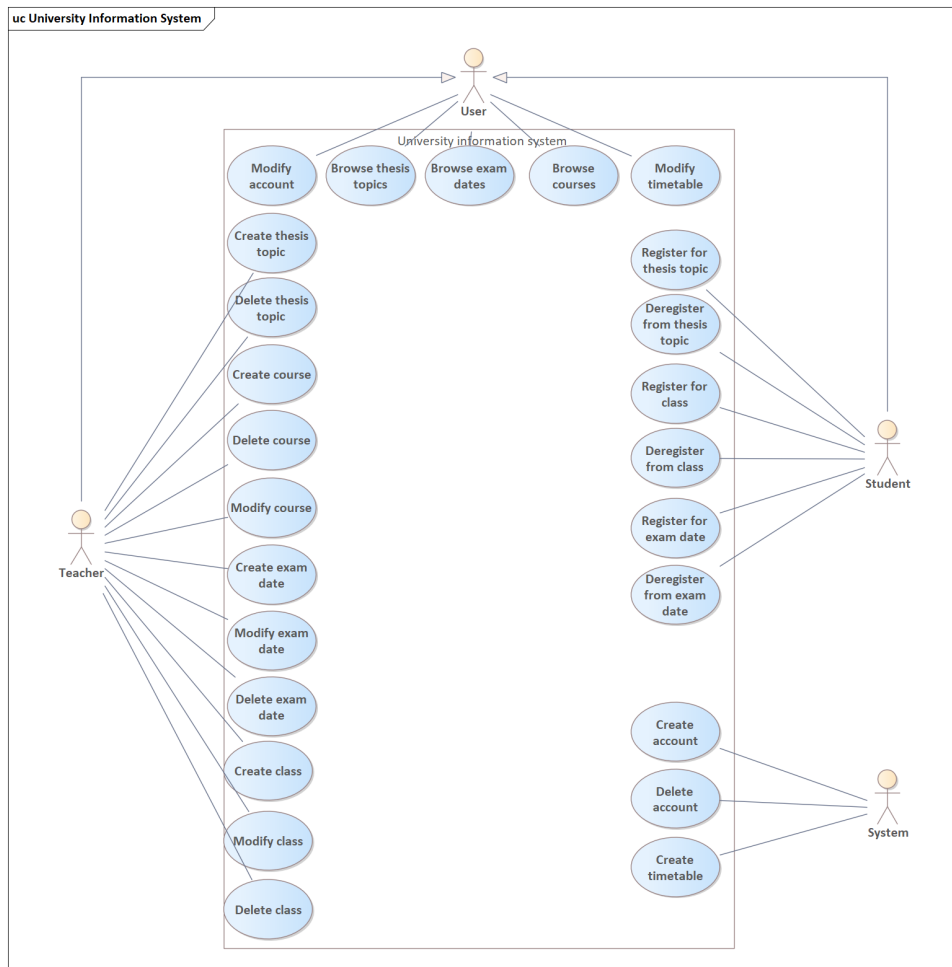 uc University Information System
User
University information system
Modify
account
Browse thesis
topics
Browse exam
dates
Browse
courses
Modify
timetable
Create thesis
topic
Delete thesis
topic
Create course
Delete course
Modify course
Create exam
date
Modify exam
date
Delete exam
date
Create class
Modify class
Delete class
Teacher
Register for
thesis topic
Deregister
from thesis
topic
Register for
class
Deregister
from class
Register for
exam date
Deregister
from exam
date
Student
Create
account
Delete
account
Create
timetable
System